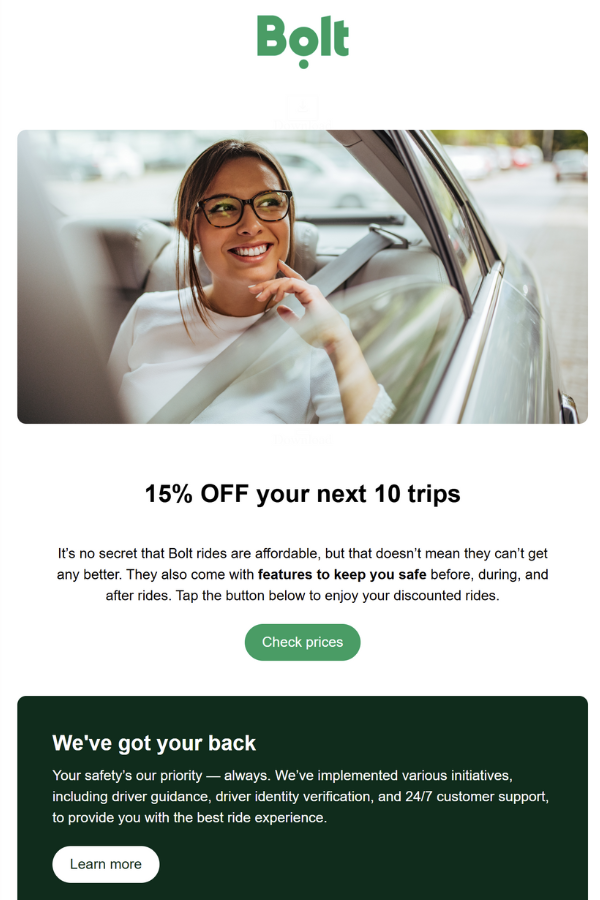 Bolt
15% OFF your next 10 trips
It’s no secret that Bolt rides are affordable, but that doesn’t mean they can’t get
any better. They also come with features to keep you safe before, during, and
after rides. Tap the button below to enjoy your discounted rides.
Check prices
We've got your back
Your safety’s our priority — always. We’ve implemented various initiatives,
including driver guidance, driver identity verification, and 24/7 customer support,
to provide you with the best ride experience.
Learn more